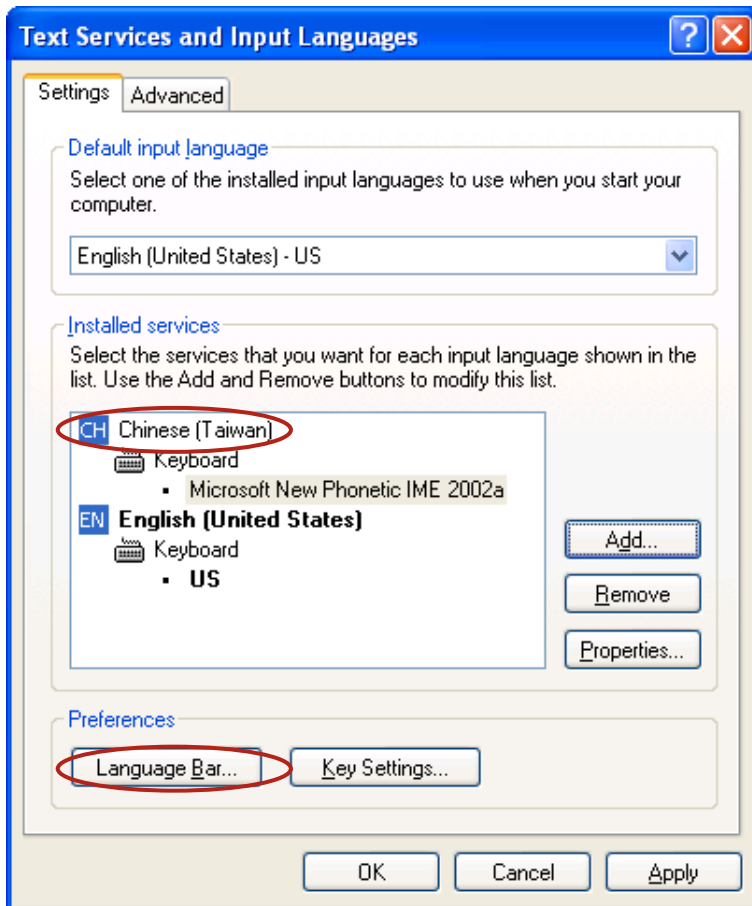 Text Services and Input Languages
Settings
Advanced
Default input language
Select one of the installed input languages to use when you start your
computer.
English (United States) - US
Installed services
Select the services that you want for each input language shown in the
list. Use the Add and Remove buttons to modify this list.
CH Chinese (Taiwan)
Keyboard
Microsoft New Phonetic IME 2002a
EN English (United States)
Keyboard
US
Add...
Remove
Properties...
Preferences
Language Bar...
Key Settings...
OK
Cancel
Apply